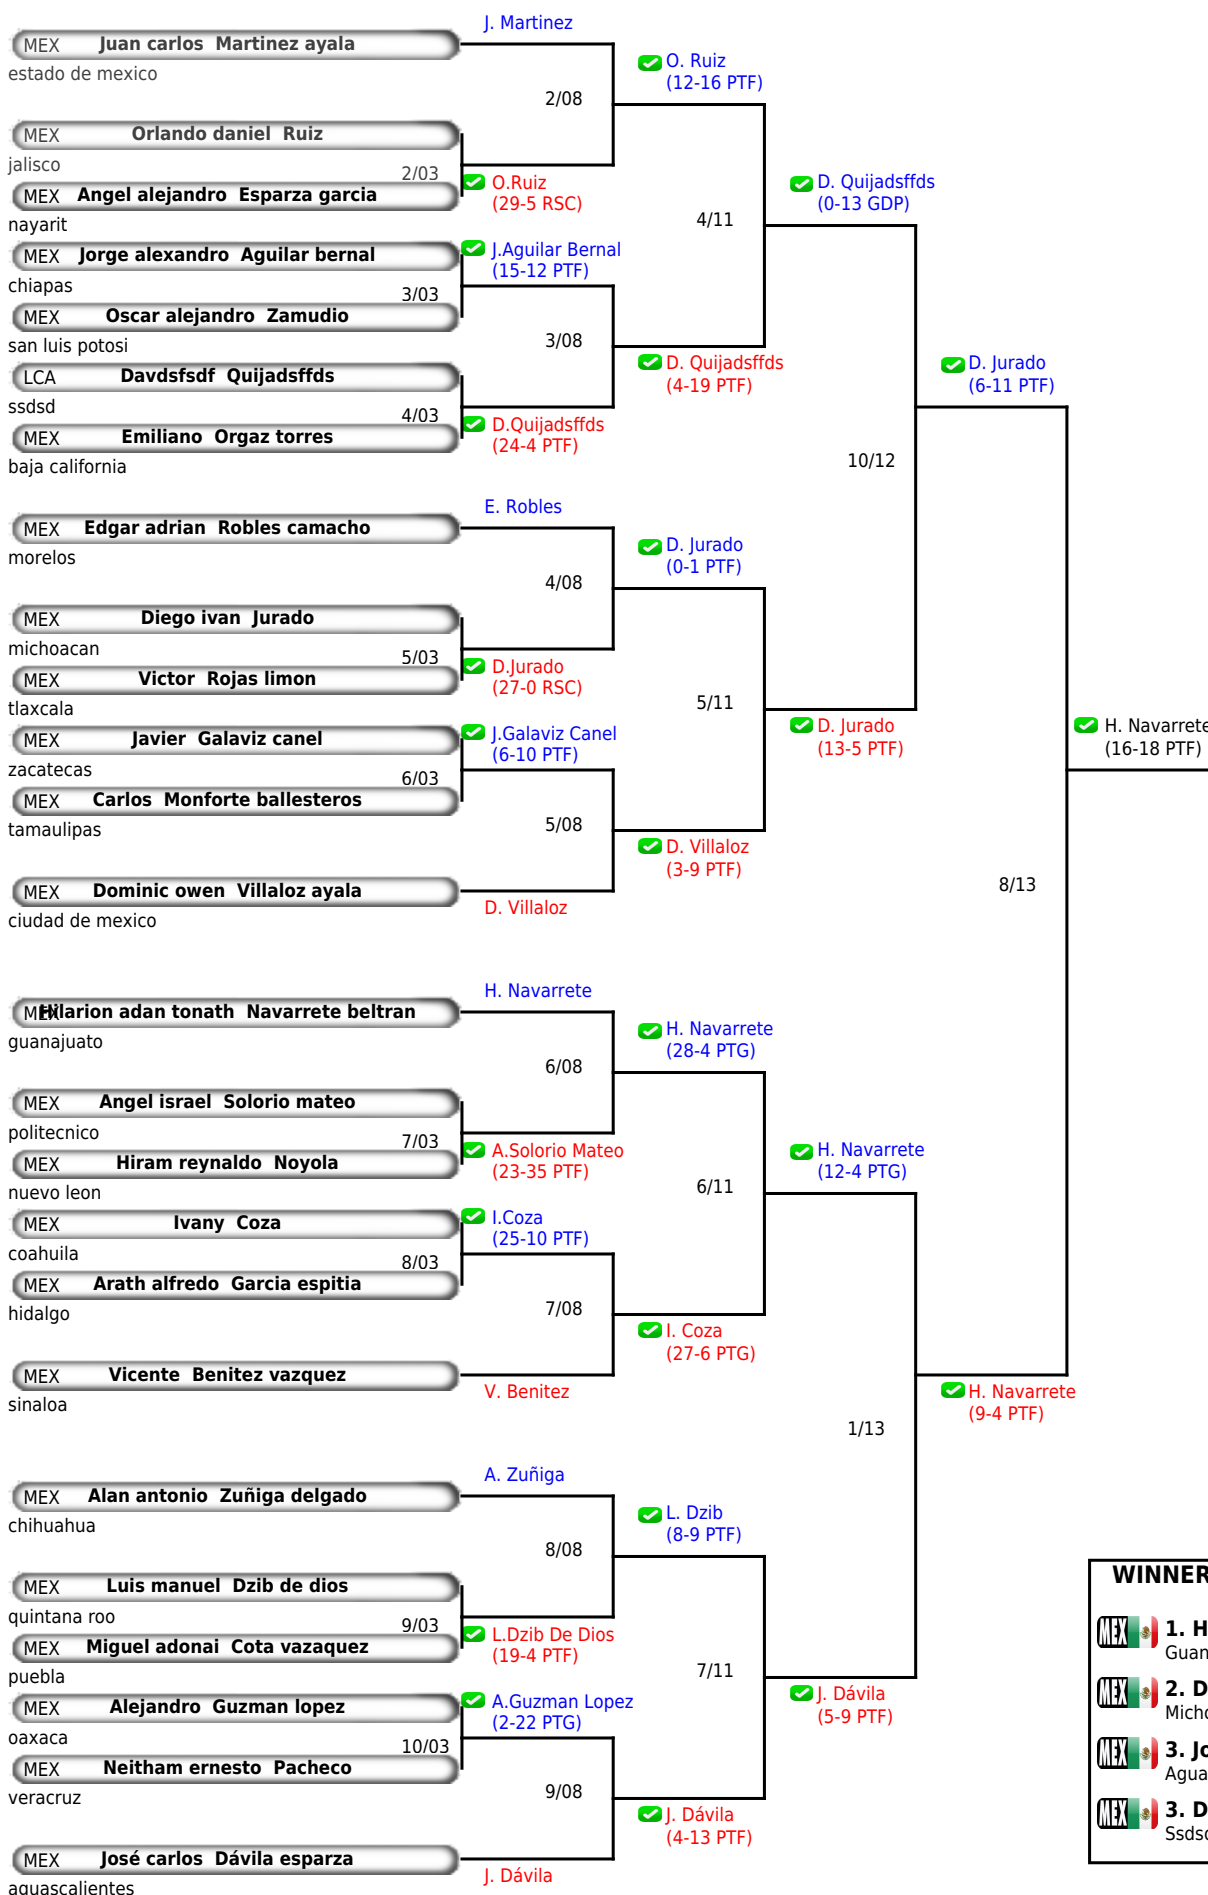 J. Martinez
MEX Juan carlos Martinez ayala
estado de mexico
O. Ruiz
(12-16 PTF)
2/08
MEX Orlando daniel Ruiz
jalisco
2/03
O.Ruiz
(29-5 RSC)
MEX Angel alejandro Esparza garcia
nayarit
D. Quijadsffds
(0-13 GDP)
4/11
MEX Jorge alexandro Aguilar bernal
chiapas
J.Aguilar Bernal
(15-12 PTF)
3/03
MEX Oscar alejandro Zamudio
san luis potosi
3/08
D. Quijadsffds
(4-19 PTF)
D. Jurado
(6-11 PTF)
LCA Davdsfsdf Quijadsffds
ssdsd
4/03
D.Quijadsffds
(24-4 PTF)
MEX Emiliano Orgaz torres
baja california
10/12
E. Robles
MEX Edgar adrian Robles camacho
morelos
D. Jurado
(0-1 PTF)
4/08
MEX Diego ivan Jurado
michoacan
5/03
D.Jurado
(27-0 RSC)
MEX Victor Rojas limon
tlaxcala
5/11
D. Jurado
(13-5 PTF)
H. Navarrete
(16-18 PTF)
MEX Javier Galaviz canel
zacatecas
J.Galaviz Canel
(6-10 PTF)
6/03
MEX Carlos Monforte ballesteros
tamaulipas
5/08
D. Villaloz
(3-9 PTF)
MEX Dominic owen Villaloz ayala
ciudad de mexico
D. Villaloz
8/13
H. Navarrete
MEX Hilarion adan tonath Navarrete beltran
guanajuato
H. Navarrete
(28-4 PTG)
6/08
MEX Angel israel Solorio mateo
politecnico
7/03
A.Solorio Mateo
(23-35 PTF)
MEX Hiram reynaldo Noyola
nuevo leon
H. Navarrete
(12-4 PTG)
6/11
MEX Ivany Coza
coahuila
I.Coza
(25-10 PTF)
8/03
MEX Arath alfredo Garcia espitia
hidalgo
7/08
I. Coza
(27-6 PTG)
MEX Vicente Benitez vazquez
sinaloa
V. Benitez
H. Navarrete
(9-4 PTF)
1/13
A. Zuñiga
MEX Alan antonio Zuñiga delgado
chihuahua
L. Dzib
(8-9 PTF)
8/08
MEX Luis manuel Dzib de dios
quintana roo
9/03
L.Dzib De Dios
(19-4 PTF)
MEX Miguel adonai Cota vazaquez
puebla
7/11
J. Dávila
(5-9 PTF)
MEX Alejandro Guzman lopez
oaxaca
A.Guzman Lopez
(2-22 PTG)
10/03
MEX Neitham ernesto Pacheco
veracruz
9/08
J. Dávila
(4-13 PTF)
MEX José carlos Dávila esparza
aguascalientes
J. Dávila
WINNER
MEX 1. H
Guan
MEX 2. D
Micho
MEX 3. Jo
Agua
MEX 3. D
Ssdsd